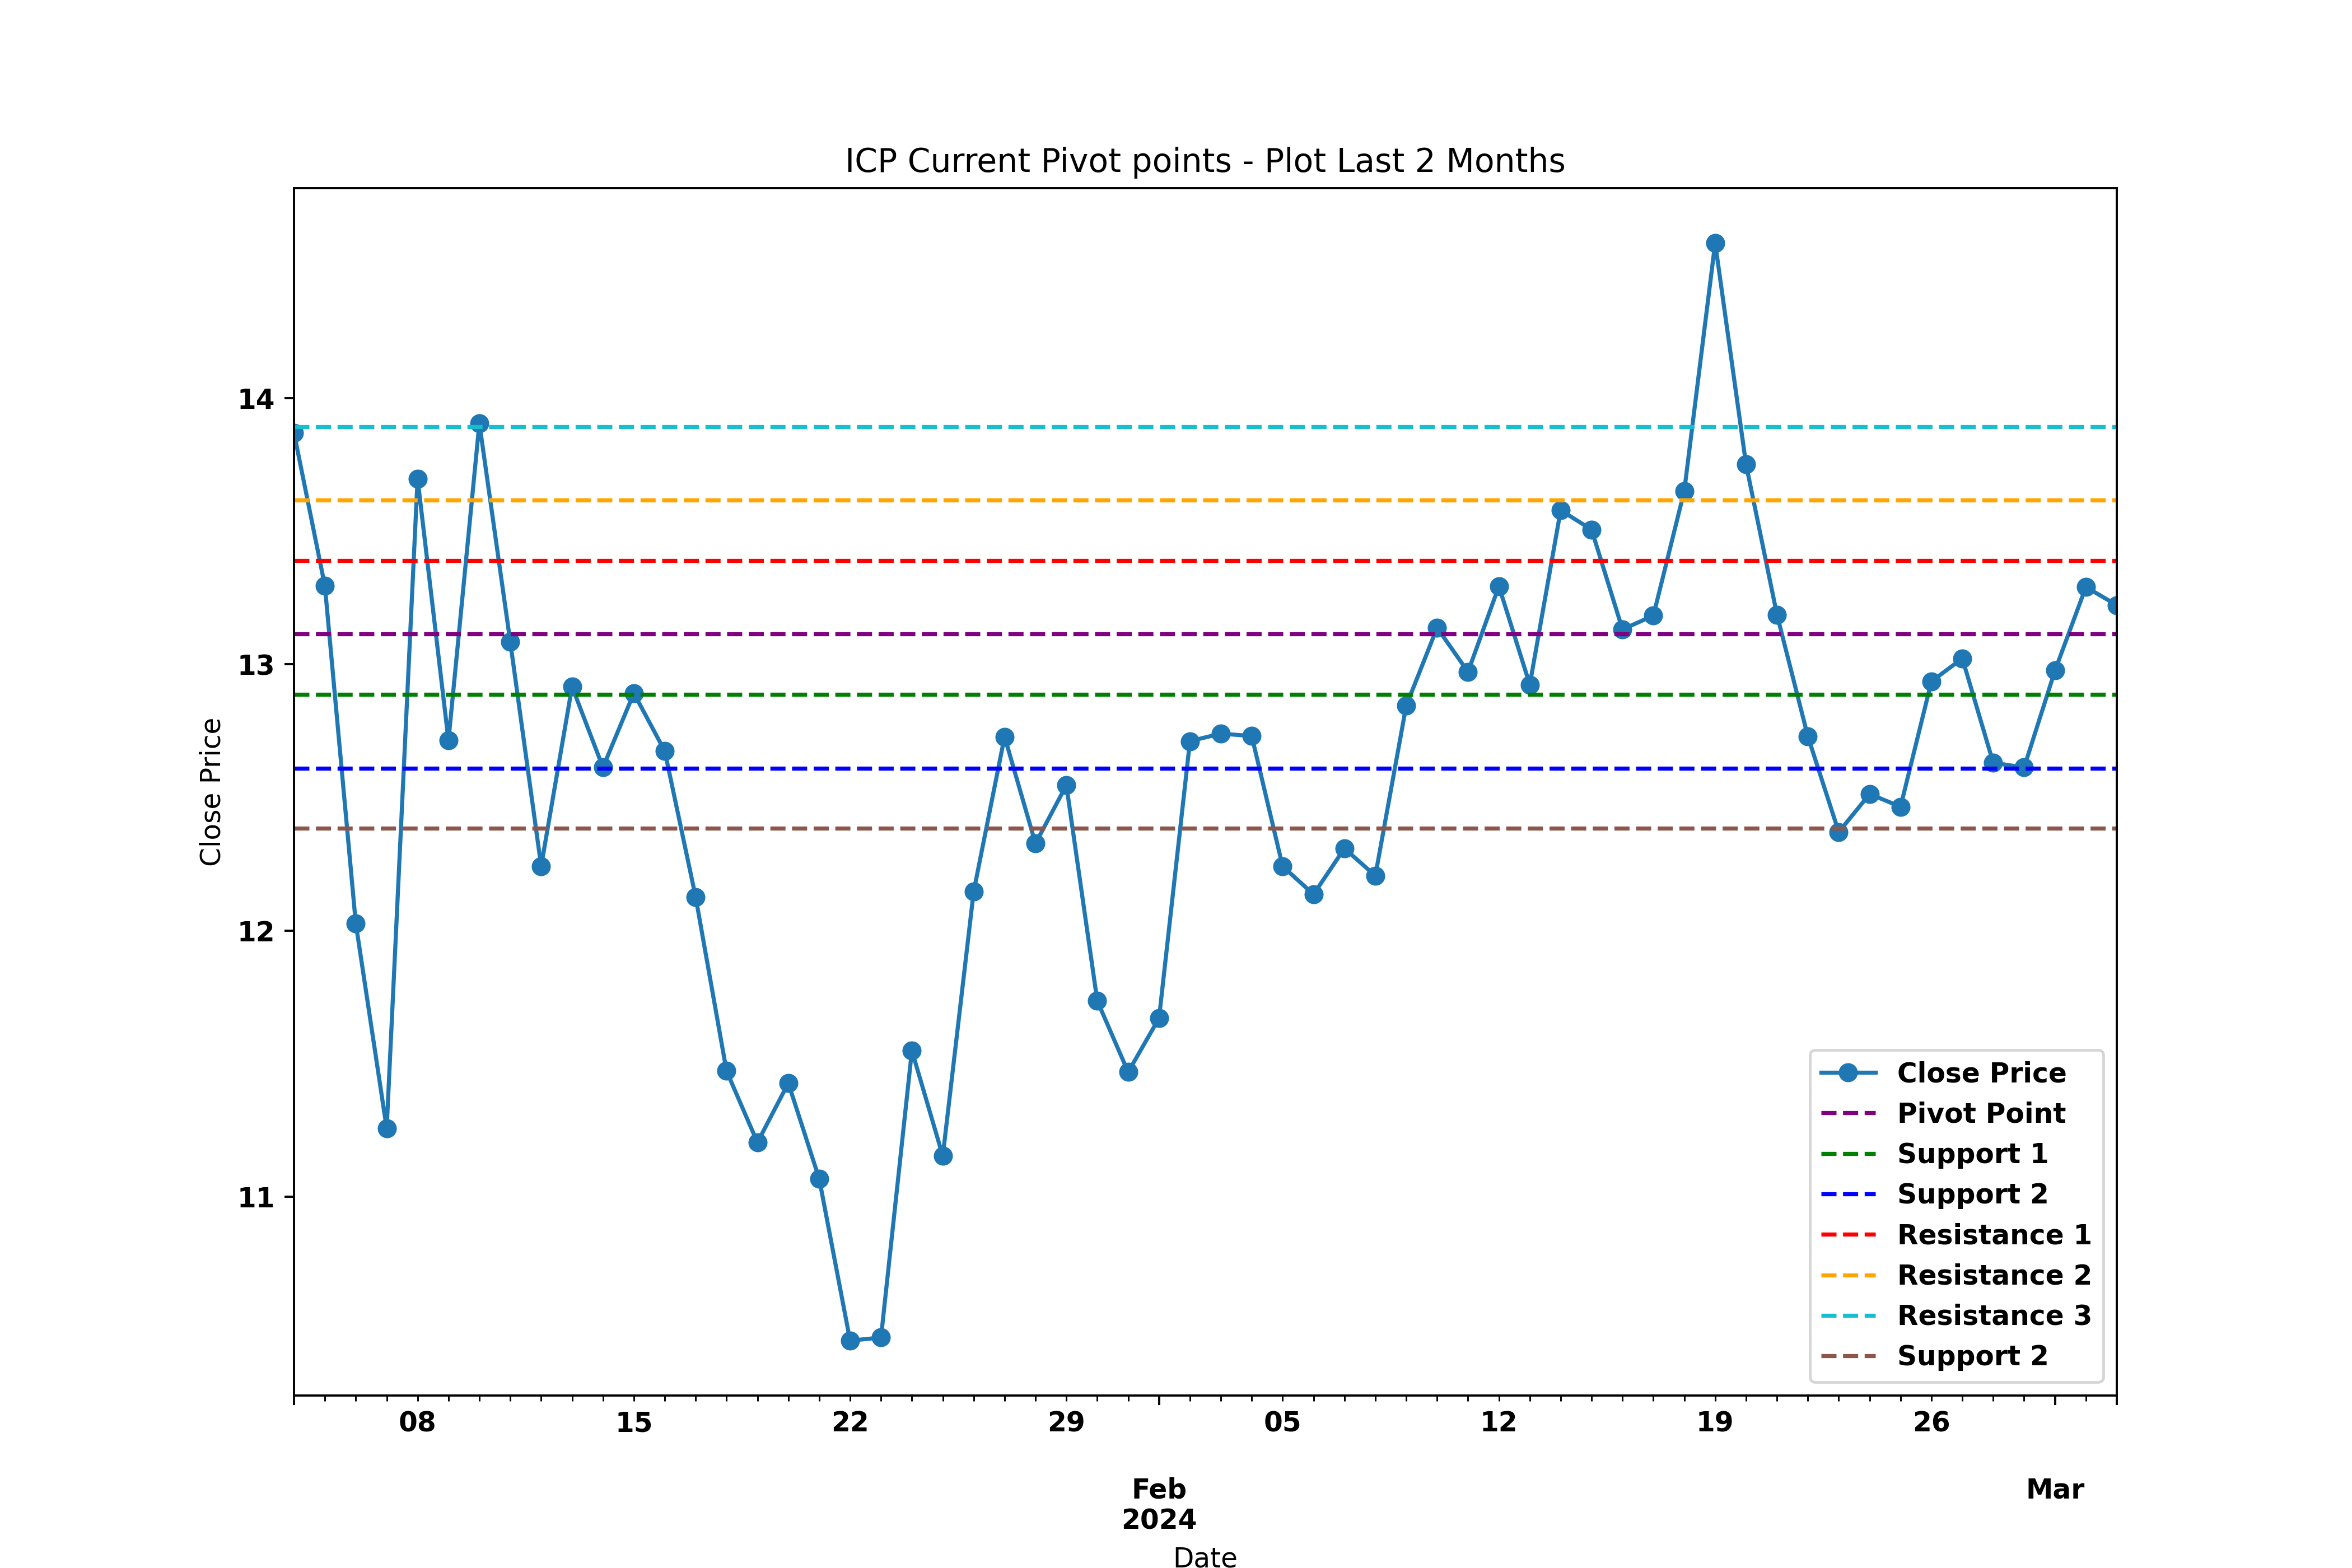 ICP Current Pivot points - Plot Last 2 Months
Close Price
14
13
12
11
08
15
22
29
05
12
19
26
Feb
2024
Mar
Date
Close Price
Pivot Point
Support 1
Support 2
Resistance 1
Resistance 2
Resistance 3
Support 2